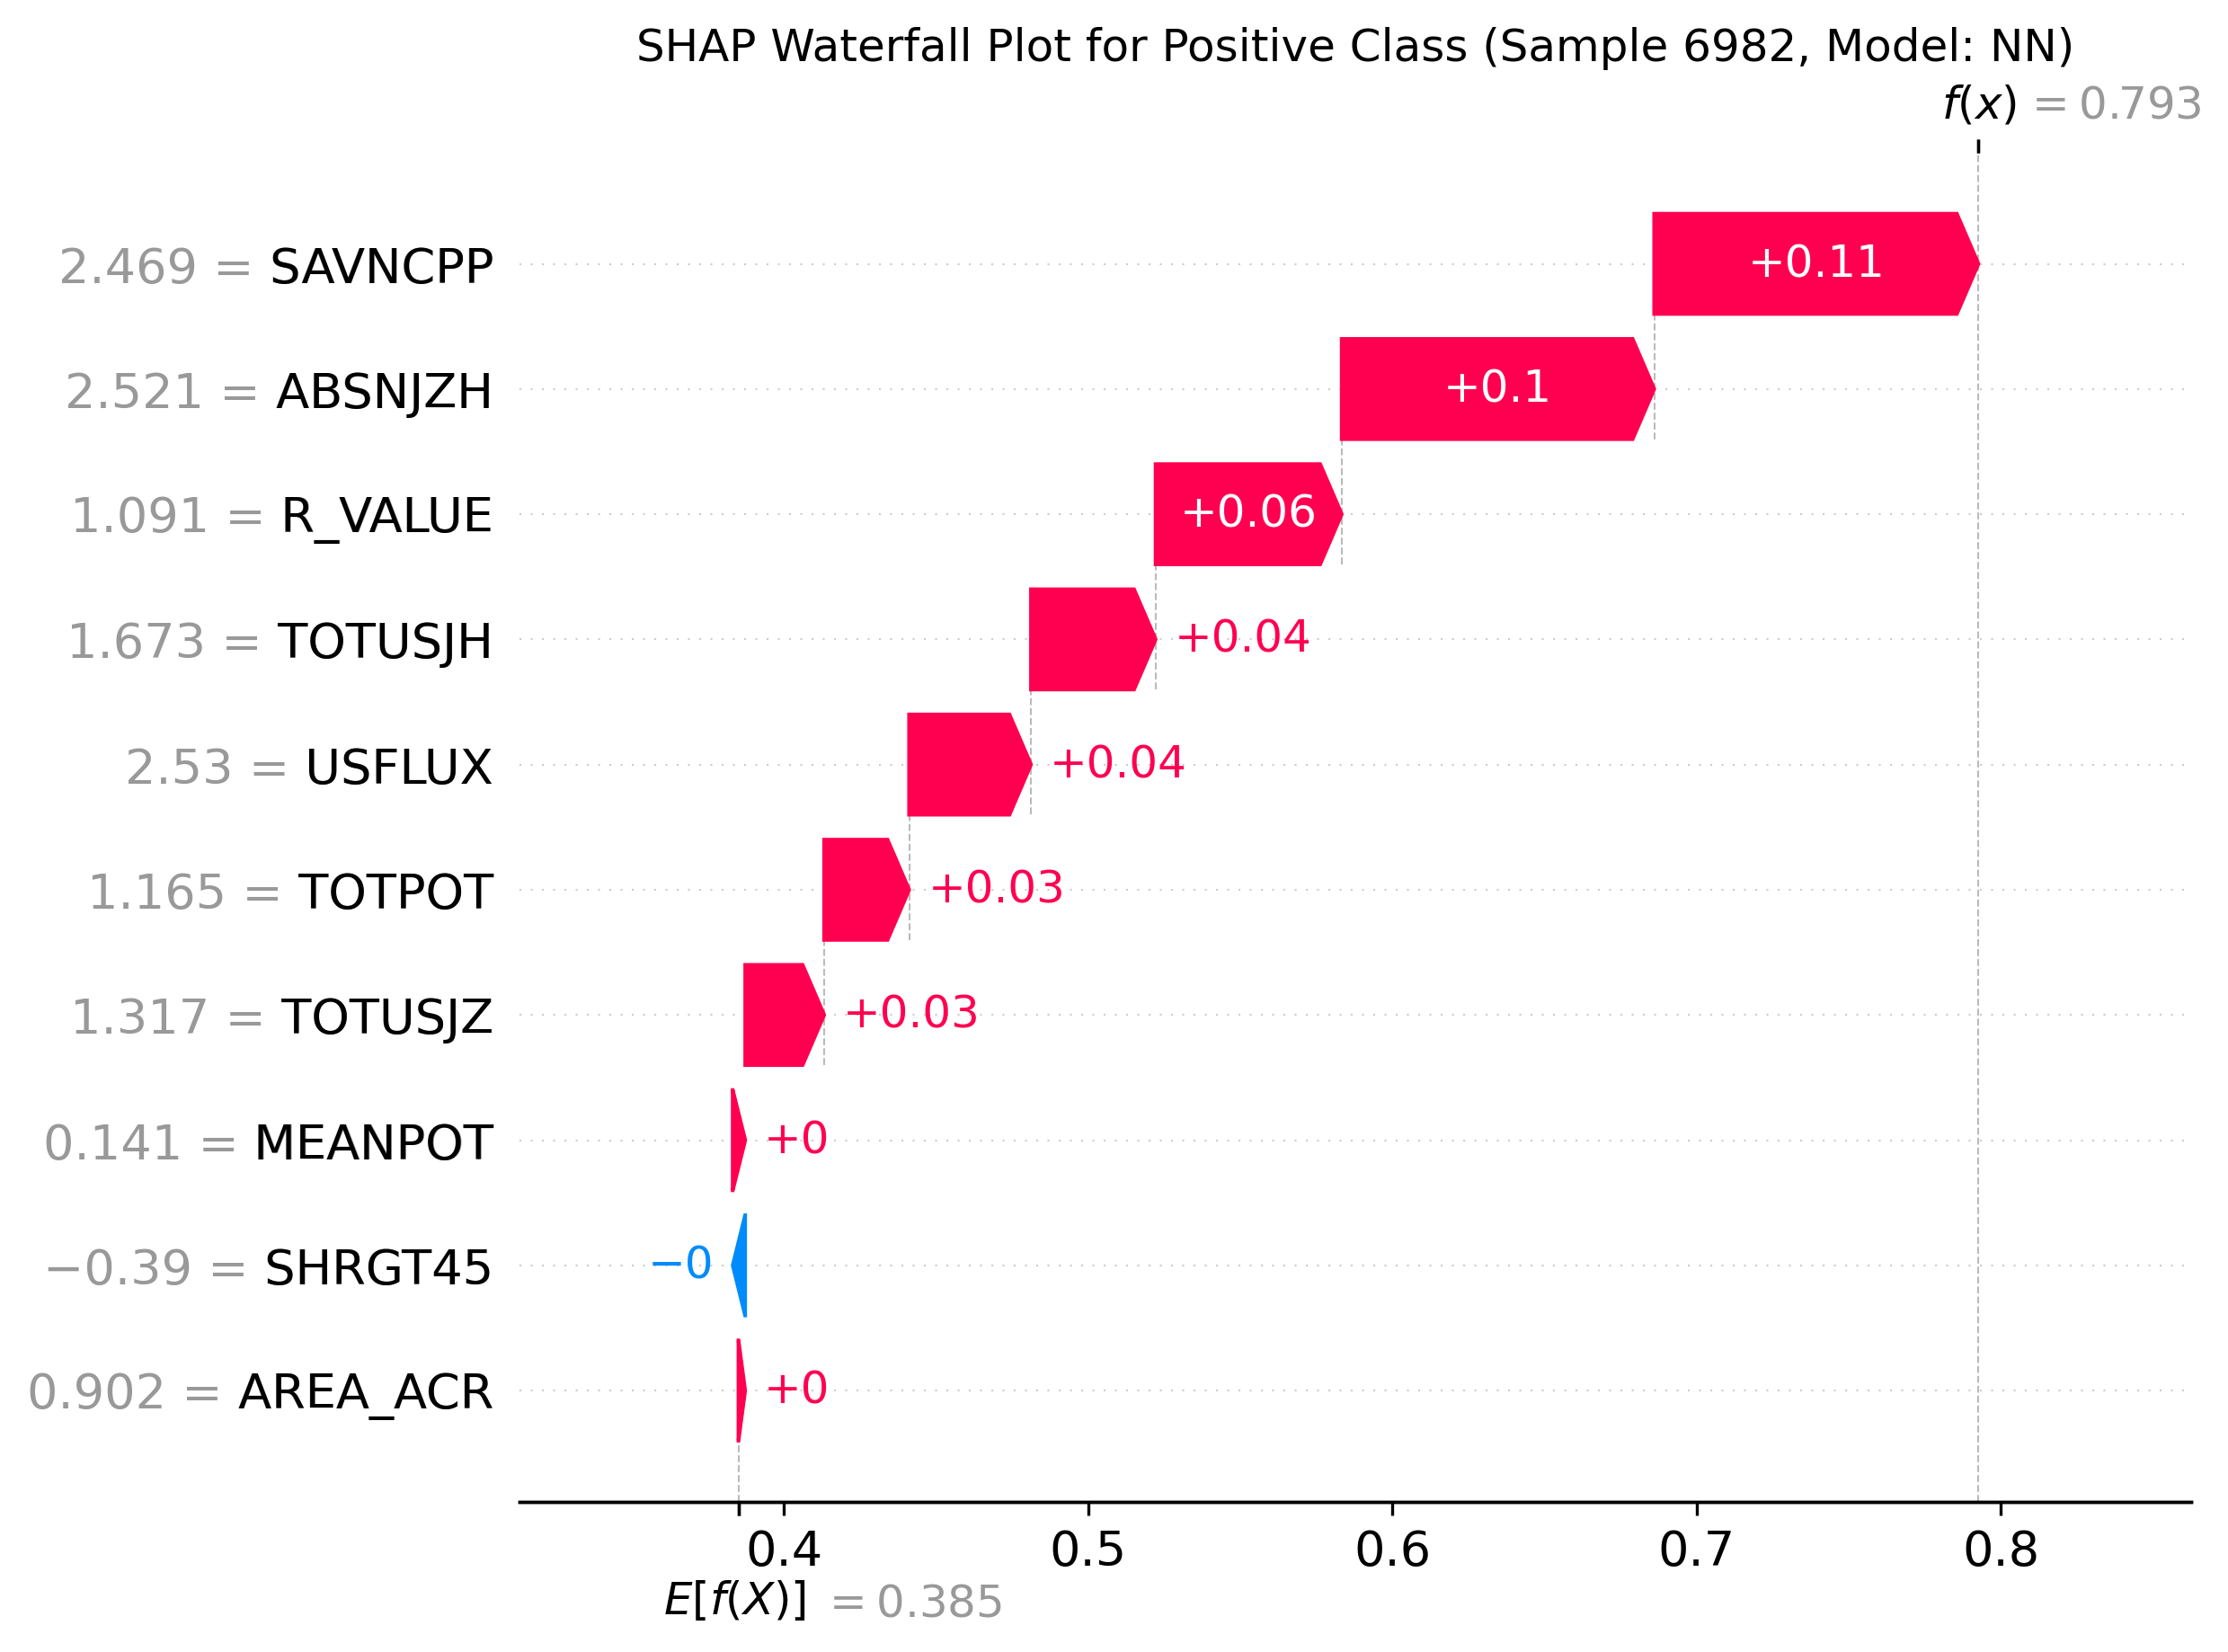 SHAP Waterfall Plot for Positive Class (Sample 6982, Model: NN)
f(x) = 0.793
2.469 = SAVNCPP +0.11
2.521 = ABSNJZH +0.1
1.091 = R_VALUE +0.06
1.673 = TOTUSJH +0.04
2.53 = USFLUX +0.04
1.165 = TOTPOT +0.03
1.317 = TOTUSJZ +0.03
0.141 = MEANPOT +0
−0.39 = SHRGT45 −0
0.902 = AREA_ACR +0
0.4 0.5 0.6 0.7 0.8
E[f(X)] = 0.385